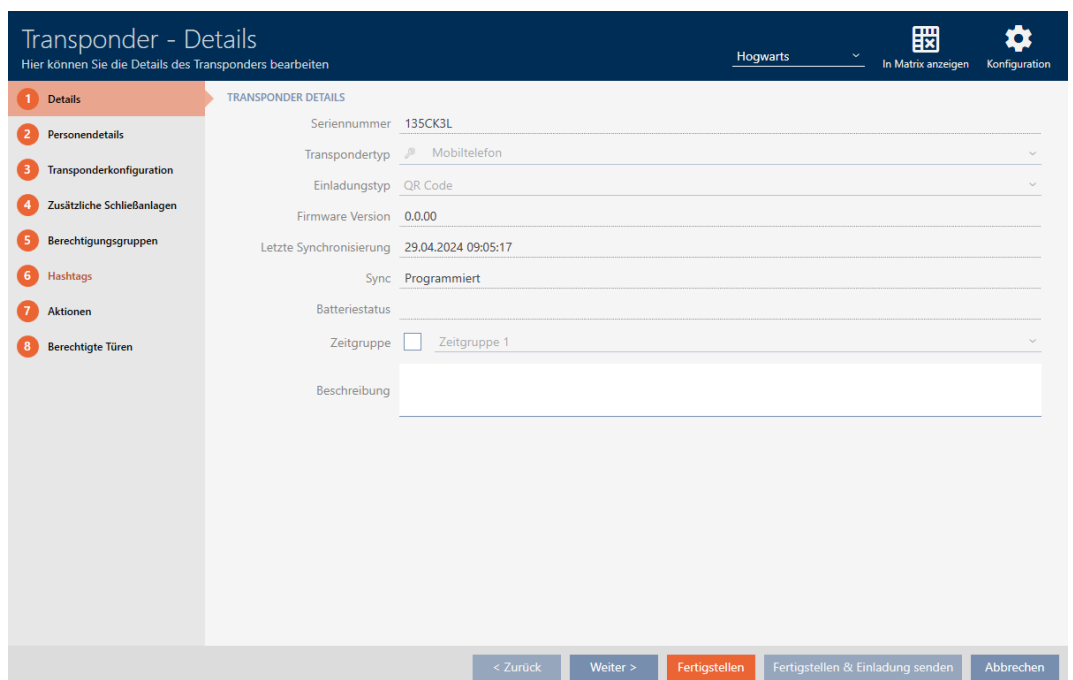 Transponder - Details
Hier können Sie die Details des Transponders bearbeiten
Hogwarts
In Matrix anzeigen
Konfiguration
1 Details
2 Personendetails
3 Transponderkonfiguration
4 Zusätzliche Schließanlagen
5 Berechtigungsgruppen
6 Hashtags
7 Aktionen
8 Berechtigte Türen
TRANSPONDER DETAILS
Seriennummer 135CK3L
Transpondertyp Mobiltelefon
Einladungstyp QR Code
Firmware Version 0.0.00
Letzte Synchronisierung 29.04.2024 09:05:17
Sync Programmiert
Batteriestatus
Zeitgruppe Zeitgruppe 1
Beschreibung
< Zurück
Weiter >
Fertigstellen
Fertigstellen & Einladung senden
Abbrechen